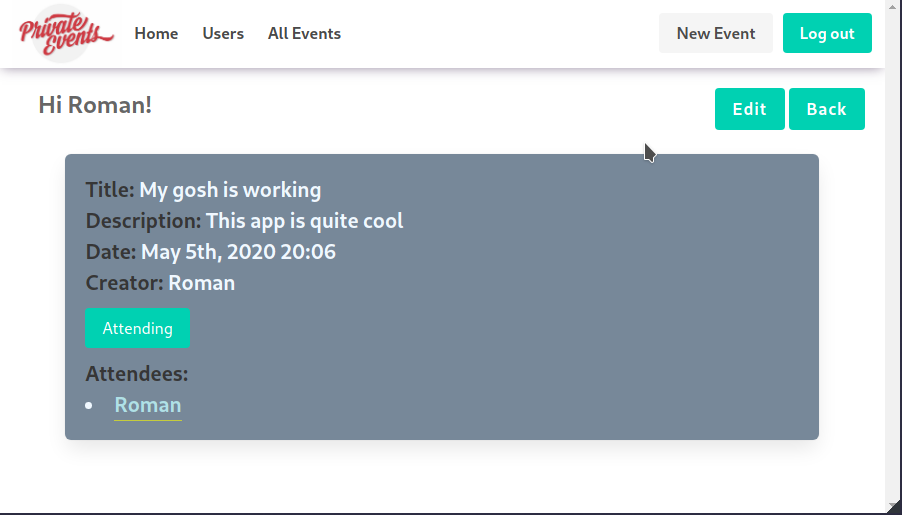 Private Events
Home Users All Events New Event Log out
Hi Roman!
Edit Back
Title: My gosh is working
Description: This app is quite cool
Date: May 5th, 2020 20:06
Creator: Roman
Attending
Attendees:
Roman